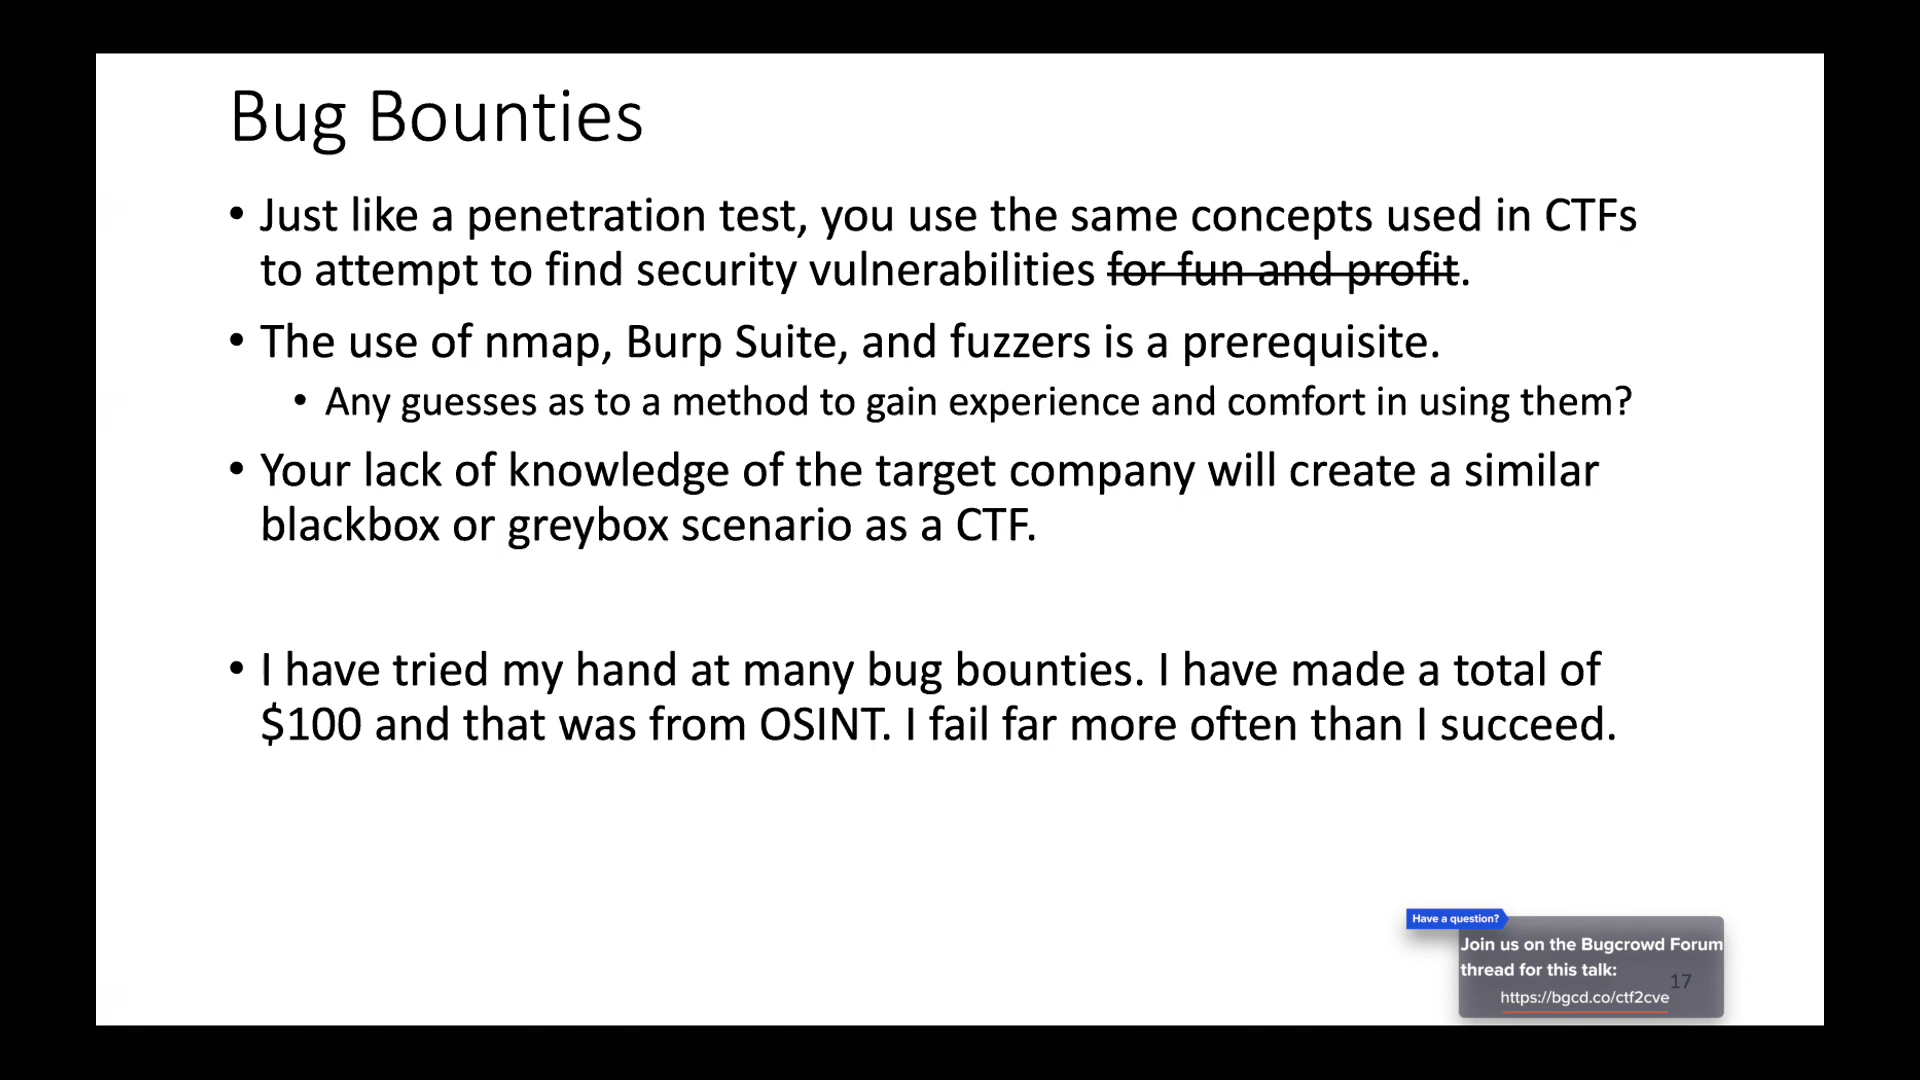 Bug Bounties
• Just like a penetration test, you use the same concepts used in CTFs
to attempt to find security vulnerabilities for fun and profit.
• The use of nmap, Burp Suite, and fuzzers is a prerequisite.
• Any guesses as to a method to gain experience and comfort in using them?
• Your lack of knowledge of the target company will create a similar
blackbox or greybox scenario as a CTF.
• I have tried my hand at many bug bounties. I have made a total of
$100 and that was from OSINT. I fail far more often than I succeed.
Have a question?
Join us on the Bugcrowd Forum
thread for this talk:
17
https://bgcd.co/ctf2cve